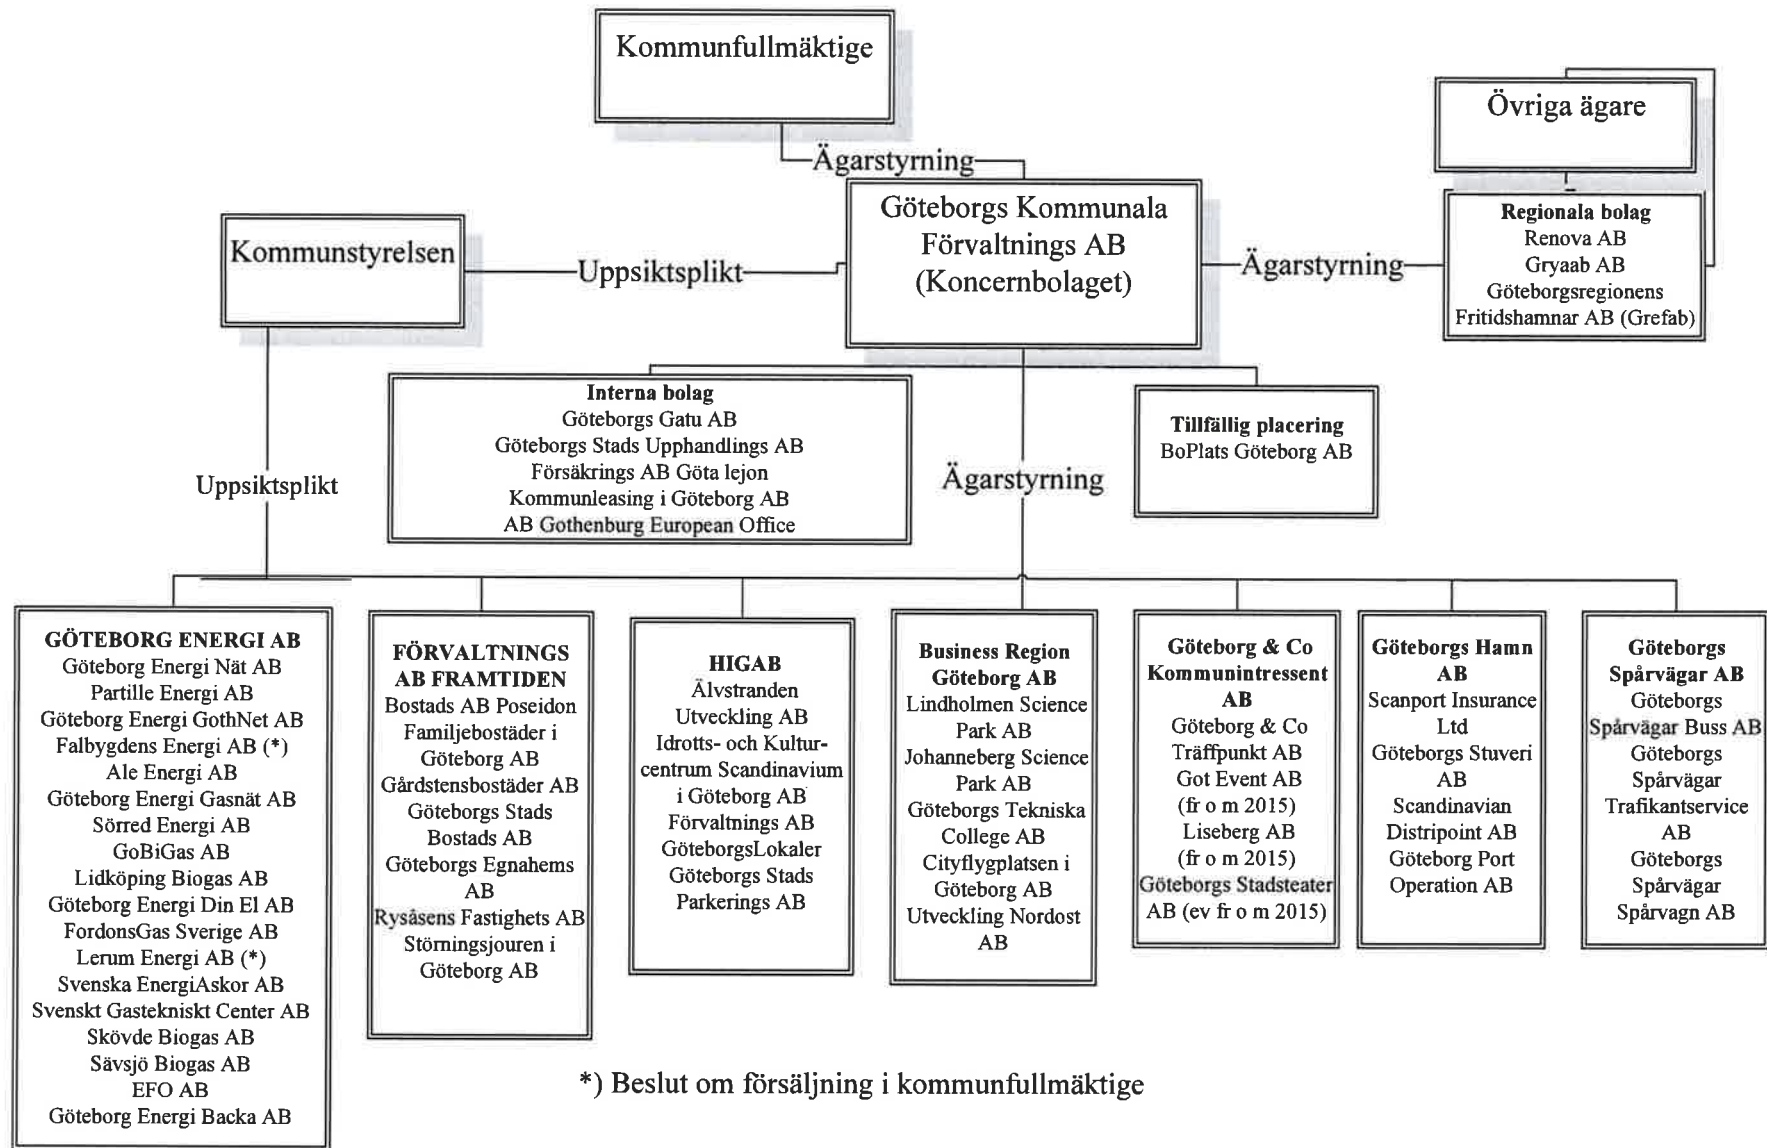 Kommunfullmäktige
Övriga ägare
Ägarstyrning
Göteborgs Kommunala
Förvaltnings AB
(Koncernbolaget)
Regionala bolag
Renova AB
Gryaab AB
Göteborgsregionens
Fritidshamnar AB (Grefab)
Kommunstyrelsen
Uppsiktsplikt
Ägarstyrning
Interna bolag
Göteborgs Gatu AB
Göteborgs Stads Upphandlings AB
Försäkrings AB Göta lejon
Kommunleasing i Göteborg AB
AB Gothenburg European Office
Tillfällig placering
BoPlats Göteborg AB
Uppsiktsplikt
Ägarstyrning
GÖTEBORG ENERGI AB
Göteborg Energi Nät AB
Partille Energi AB
Göteborg Energi GothNet AB
Falbygdens Energi AB (*)
Ale Energi AB
Göteborg Energi Gasnät AB
Sörred Energi AB
GoBiGas AB
Lidköping Biogas AB
Göteborg Energi Din El AB
FordonsGas Sverige AB
Lerum Energi AB (*)
Svenska EnergiAskor AB
Svenskt Gastekniskt Center AB
Skövde Biogas AB
Sävsjö Biogas AB
EFO AB
Göteborg Energi Backa AB
FÖRVALTNINGS
AB FRAMTIDEN
Bostads AB Poseidon
Familjebostäder i
Göteborg AB
Gårdstensbostäder AB
Göteborgs Stads
Bostads AB
Göteborgs Egnahems
AB
Rysåsens Fastighets AB
Störningsjouren i
Göteborg AB
HIGAB
Älvstranden
Utveckling AB
Idrotts- och Kultur-
centrum Scandinavium
i Göteborg AB
Förvaltnings AB
GöteborgsLokaler
Göteborgs Stads
Parkerings AB
Business Region
Göteborg AB
Lindholmen Science
Park AB
Johanneberg Science
Park AB
Göteborgs Tekniska
College AB
Cityflygplatsen i
Göteborg AB
Utveckling Nordost
AB
Göteborg & Co
Kommunintressent
AB
Göteborg & Co
Träffpunkt AB
Got Event AB
(fr o m 2015)
Liseberg AB
(fr o m 2015)
Göteborgs Stadsteater
AB (ev fr o m 2015)
Göteborgs Hamn
AB
Scanport Insurance
Ltd
Göteborgs Stuveri
AB
Scandinavian
Distripoint AB
Göteborg Port
Operation AB
Göteborgs
Spårvägar AB
Göteborgs
Spårvägar Buss AB
Göteborgs
Spårvägar
Trafikantservice
AB
Göteborgs
Spårvägar
Spårvagn AB
*) Beslut om försäljning i kommunfullmäktige